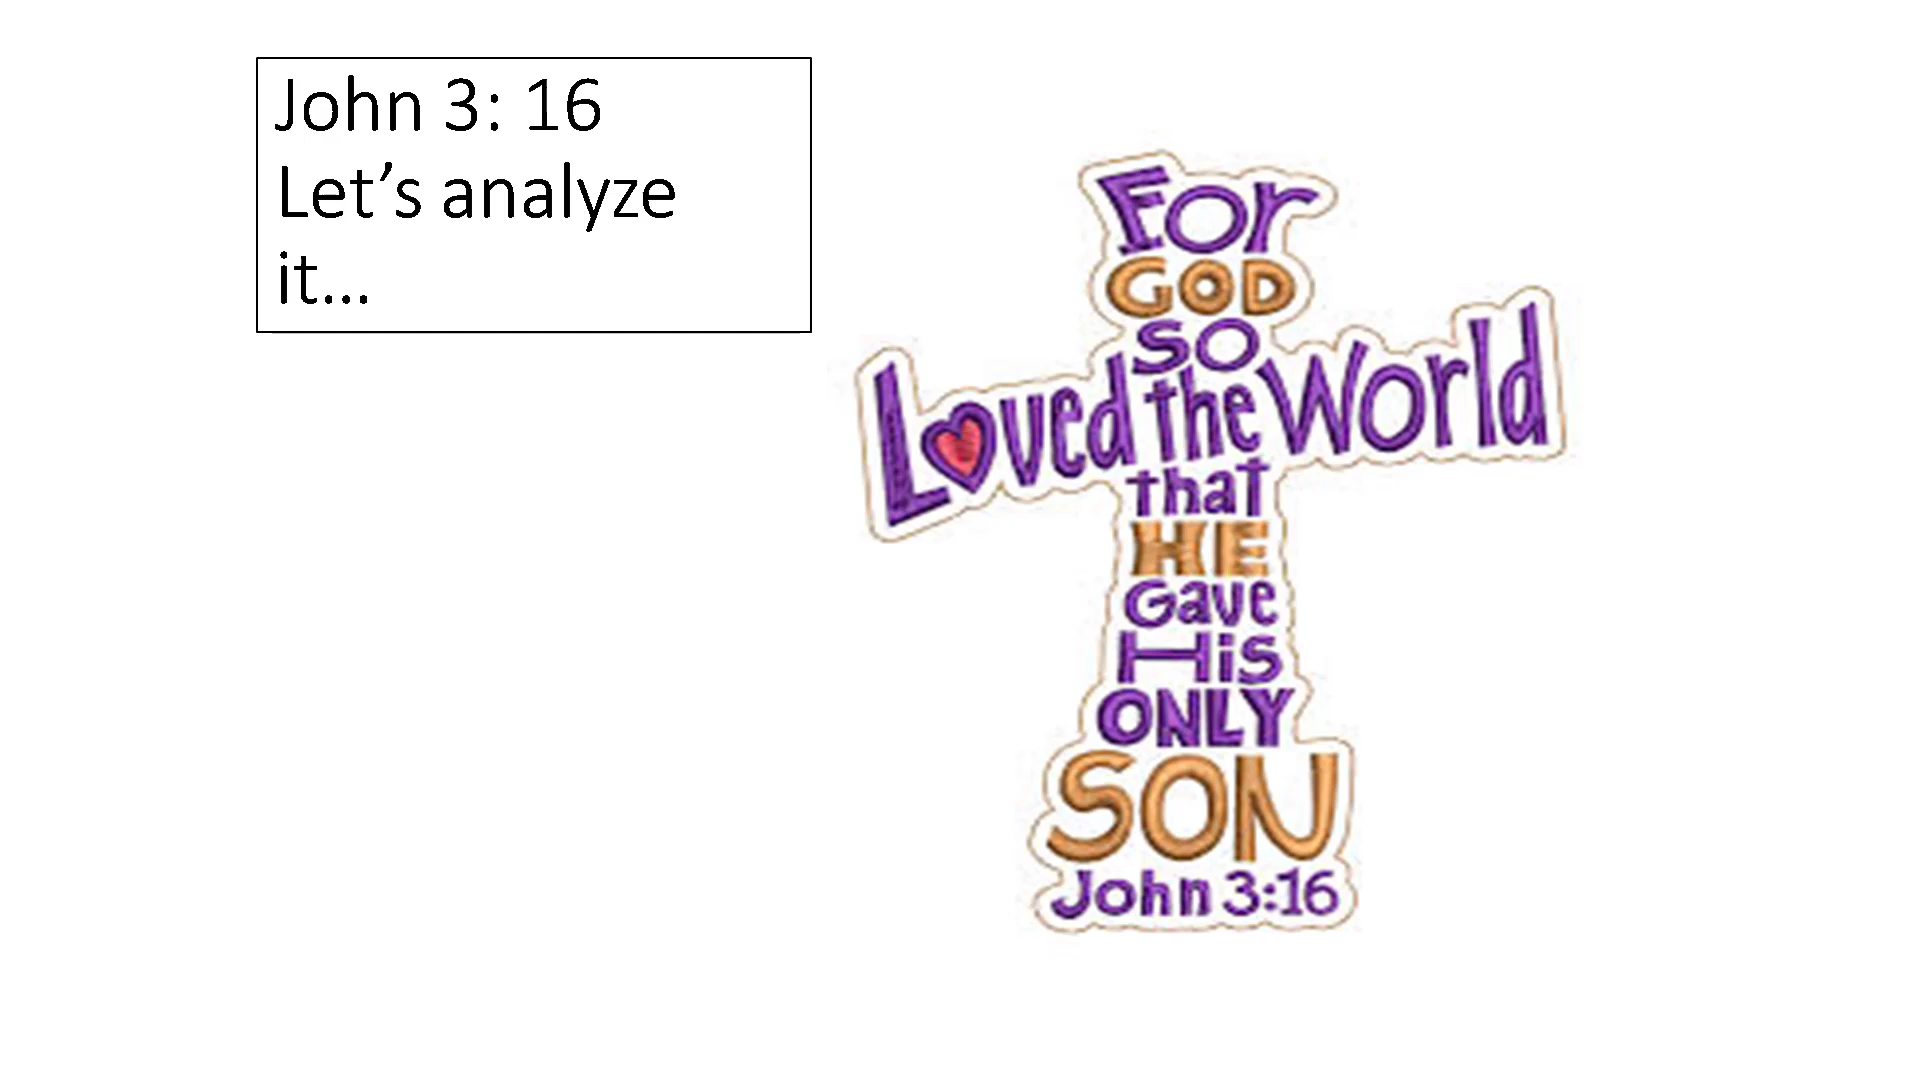 John 3: 16
Let’s analyze
it…
For
GOD
so
Loved the World
that
HE
Gave
His
ONLY
SON
John 3:16